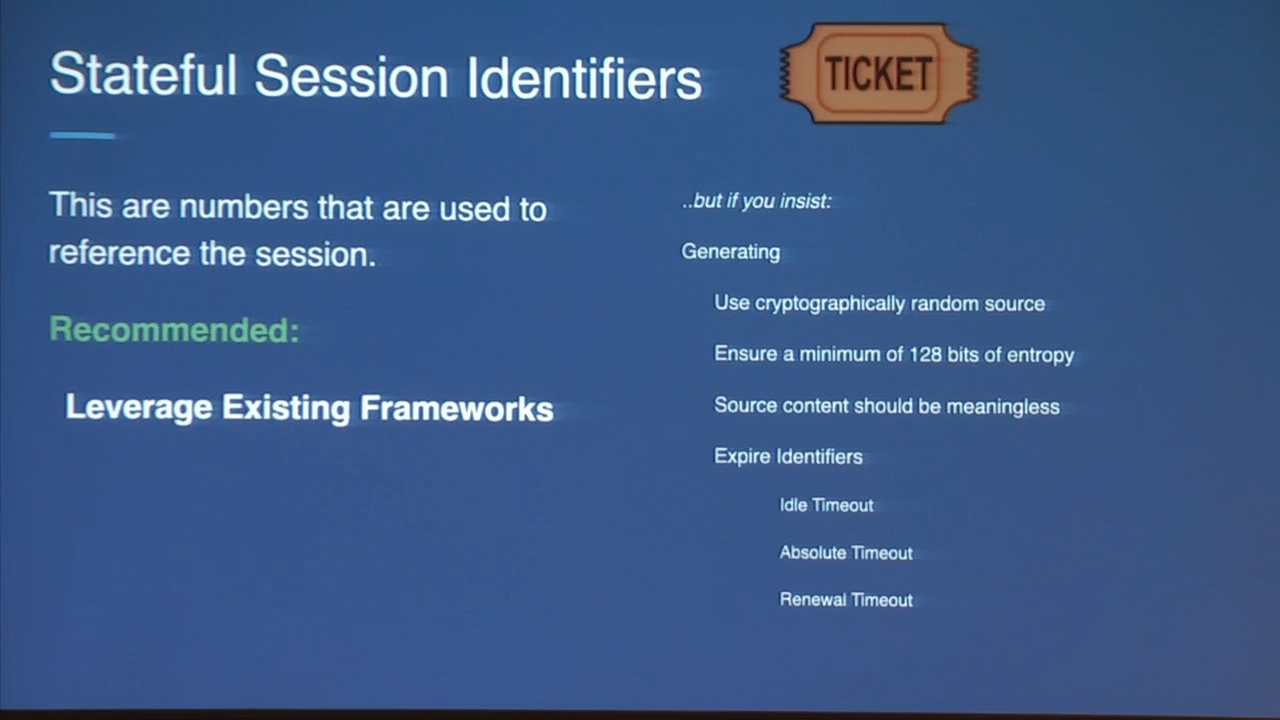 Stateful Session Identifiers
TICKET
This are numbers that are used to
reference the session.
Recommended:
Leverage Existing Frameworks
..but if you insist:
Generating
Use cryptographically random source
Ensure a minimum of 128 bits of entropy
Source content should be meaningless
Expire Identifiers
Idle Timeout
Absolute Timeout
Renewal Timeout